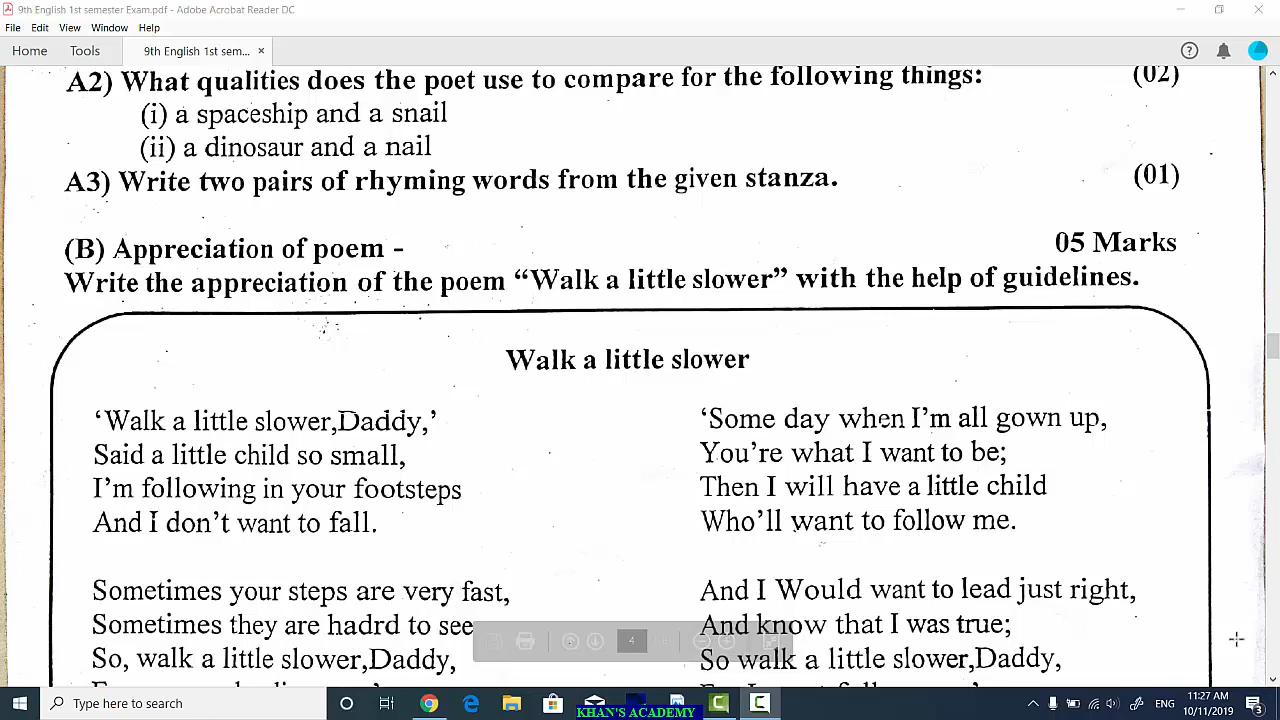 9th English 1st semester Exam.pdf - Adobe Acrobat Reader DC
File Edit View Window Help
Home Tools 9th English 1st sem... ×
A2) What qualities does the poet use to compare for the following things: (02)
(i) a spaceship and a snail
(ii) a dinosaur and a nail
A3) Write two pairs of rhyming words from the given stanza. (01)
(B) Appreciation of poem - 05 Marks
Write the appreciation of the poem “Walk a little slower” with the help of guidelines.
Walk a little slower
‘Walk a little slower,Daddy,’
Said a little child so small,
I’m following in your footsteps
And I don’t want to fall.
Sometimes your steps are very fast,
Sometimes they are hadrd to see
So, walk a little slower,Daddy,
‘Some day when I’m all gown up,
You’re what I want to be;
Then I will have a little child
Who’ll want to follow me.
And I Would want to lead just right,
And know that I was true;
So walk a little slower,Daddy,
4
Type here to search
KHAN'S ACADEMY
ENG
11:27 AM
10/11/2019
3